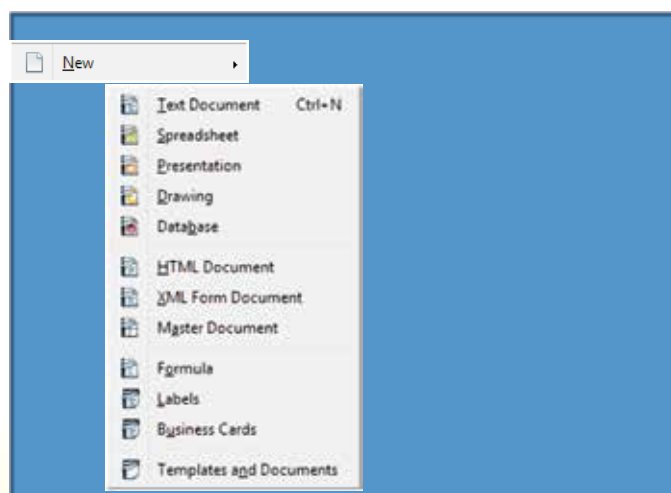 New
Text Document Ctrl+N
Spreadsheet
Presentation
Drawing
Database
HTML Document
XML Form Document
Master Document
Formula
Labels
Business Cards
Templates and Documents